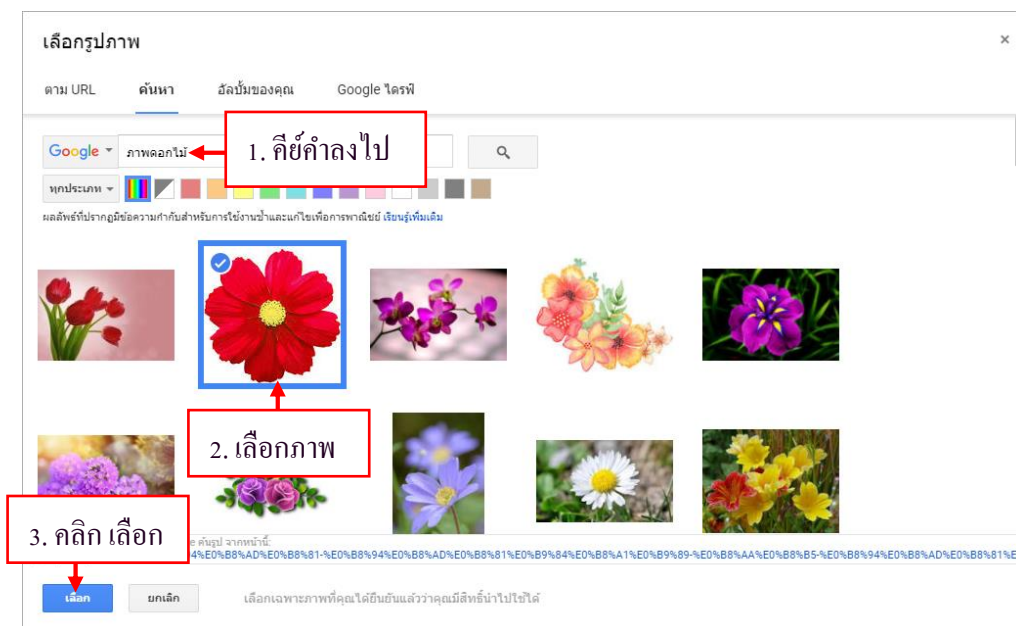 เลือกรูปภาพ ×
ตาม URL ค้นหา อัลบั้มของคุณ Google ไดรฟ์
Google ภาพดอกไม้ 1. คีย์คำลงไป
ทุกประเภท
ผลลัพธ์ที่ปรากฏมีข้อความกำกับสำหรับการใช้งานซ้ำและแก้ไขเพื่อการพาณิชย์ เรียนรู้เพิ่มเติม
2. เลือกภาพ
3. คลิก เลือก
e ค้นรูป จากหน้านี้:
4%E0%B8%AD%E0%B8%81-%E0%B8%94%E0%B8%AD%E0%B8%81%E0%B9%84%E0%B8%A1%E0%B9%89-%E0%B8%AA%E0%B8%B5-%E0%B8%94%E0%B8%AD%E0%B8%81%E
เลือก ยกเลิก เลือกเฉพาะภาพที่คุณได้ยืนยันแล้วว่าคุณมีสิทธิ์นำไปใช้ได้